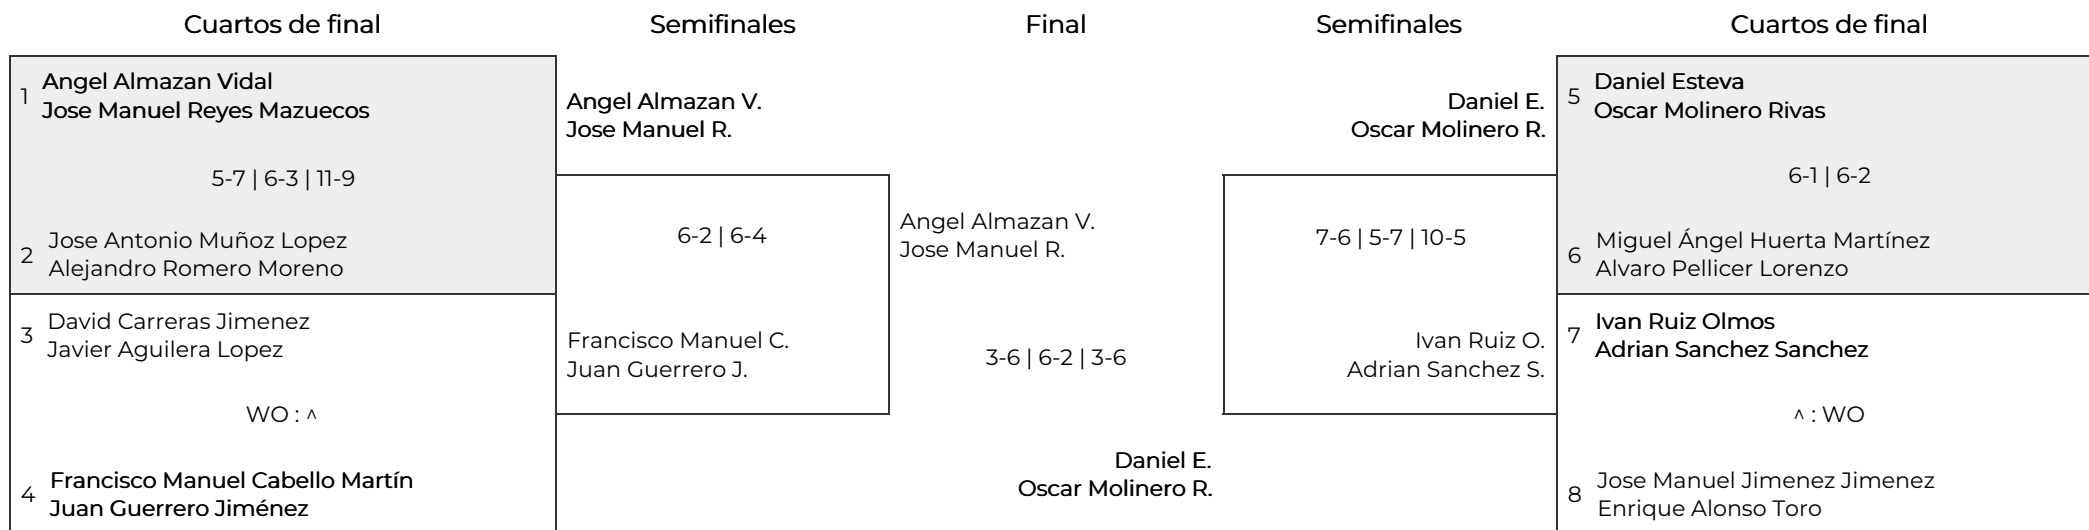 Cuartos de final
Semifinales
Final
Semifinales
Cuartos de final
1
Angel Almazan Vidal
Jose Manuel Reyes Mazuecos
5-7 | 6-3 | 11-9
2
Jose Antonio Muñoz Lopez
Alejandro Romero Moreno
3
David Carreras Jimenez
Javier Aguilera Lopez
WO : ^
4
Francisco Manuel Cabello Martín
Juan Guerrero Jiménez
Angel Almazan V.
Jose Manuel R.
6-2 | 6-4
Francisco Manuel C.
Juan Guerrero J.
Angel Almazan V.
Jose Manuel R.
3-6 | 6-2 | 3-6
Daniel E.
Oscar Molinero R.
Daniel E.
Oscar Molinero R.
7-6 | 5-7 | 10-5
Ivan Ruiz O.
Adrian Sanchez S.
5
Daniel Esteva
Oscar Molinero Rivas
6-1 | 6-2
6
Miguel Ángel Huerta Martínez
Alvaro Pellicer Lorenzo
7
Ivan Ruiz Olmos
Adrian Sanchez Sanchez
^ : WO
8
Jose Manuel Jimenez Jimenez
Enrique Alonso Toro